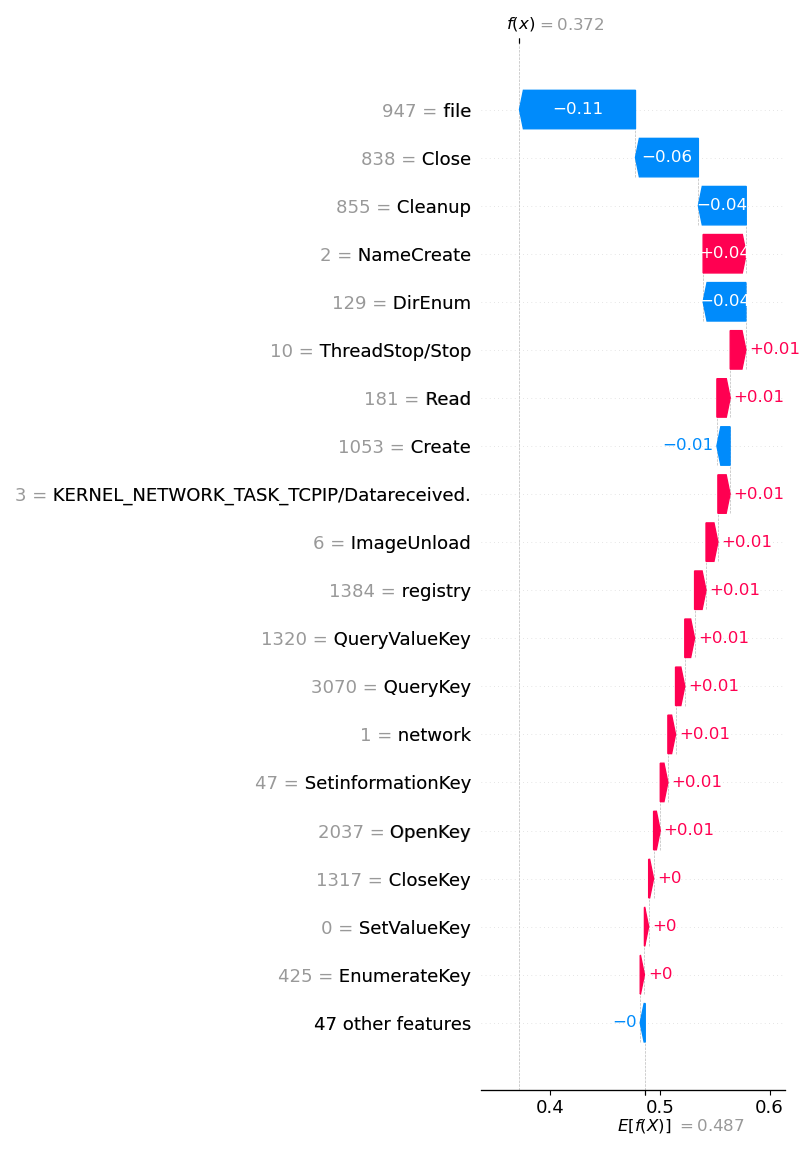 f(x) = 0.372
947 = file −0.11
838 = Close −0.06
855 = Cleanup −0.04
2 = NameCreate +0.04
129 = DirEnum −0.04
10 = ThreadStop/Stop +0.01
181 = Read +0.01
1053 = Create −0.01
3 = KERNEL_NETWORK_TASK_TCPIP/Datareceived. +0.01
6 = ImageUnload +0.01
1384 = registry +0.01
1320 = QueryValueKey +0.01
3070 = QueryKey +0.01
1 = network +0.01
47 = SetinformationKey +0.01
2037 = OpenKey +0.01
1317 = CloseKey +0
0 = SetValueKey +0
425 = EnumerateKey +0
47 other features −0
0.4 0.5 0.6
E[f(X)] = 0.487